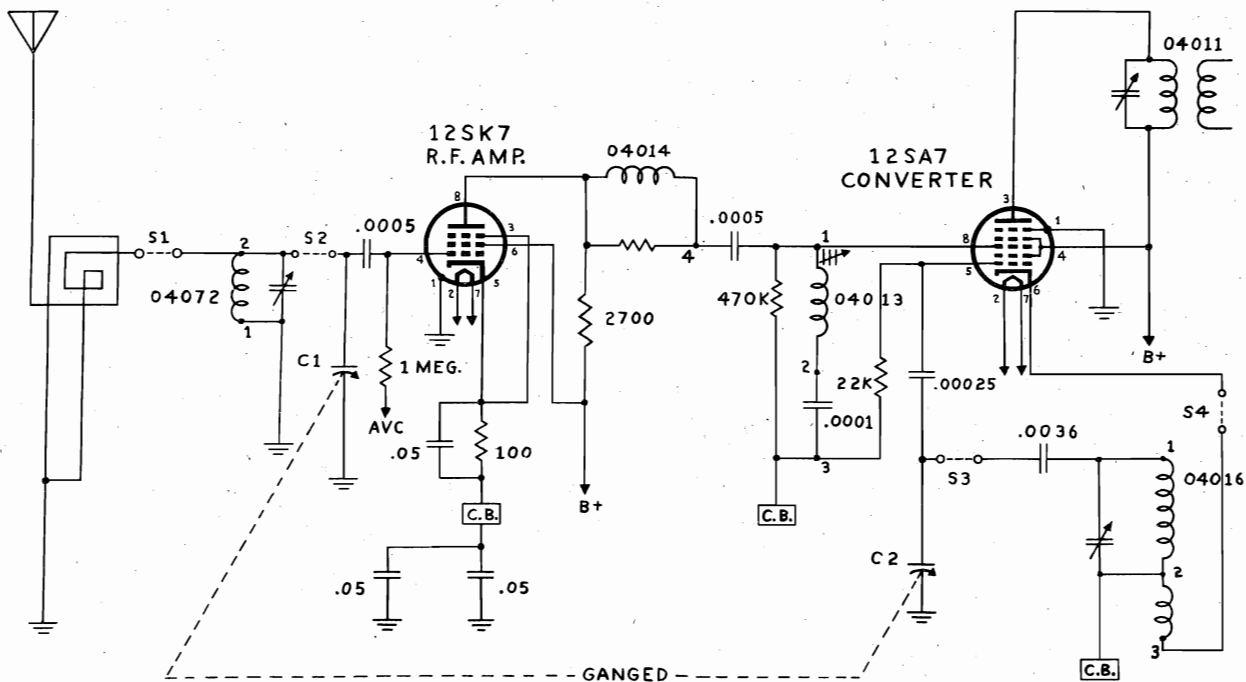 04011
12SK7
R.F. AMP.
04014
12SA7
CONVERTER
8
3
6
4
1
2
7
5
.0005
S1
2
S2
04072
1
C1
1 MEG.
AVC
.05
100
C.B.
.05
.05
2700
B+
4
.0005
470K
1
04013
2
.0001
3
22K
C.B.
3
1
8
4
5
2
7
6
B+
.00025
S3
.0036
S4
1
04016
2
3
C.B.
C2
GANGED